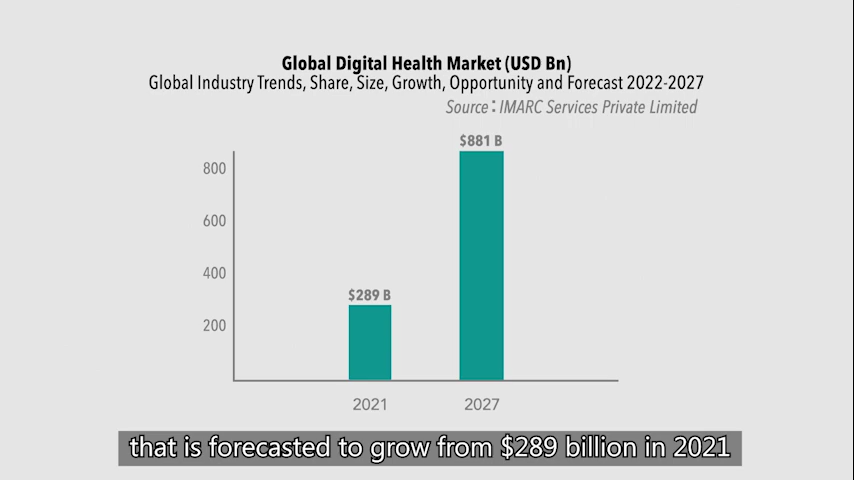 Global Digital Health Market (USD Bn)
Global Industry Trends, Share, Size, Growth, Opportunity and Forecast 2022-2027
Source：IMARC Services Private Limited
$881 B
800
600
400
$289 B
200
2021 2027
that is forecasted to grow from $289 billion in 2021